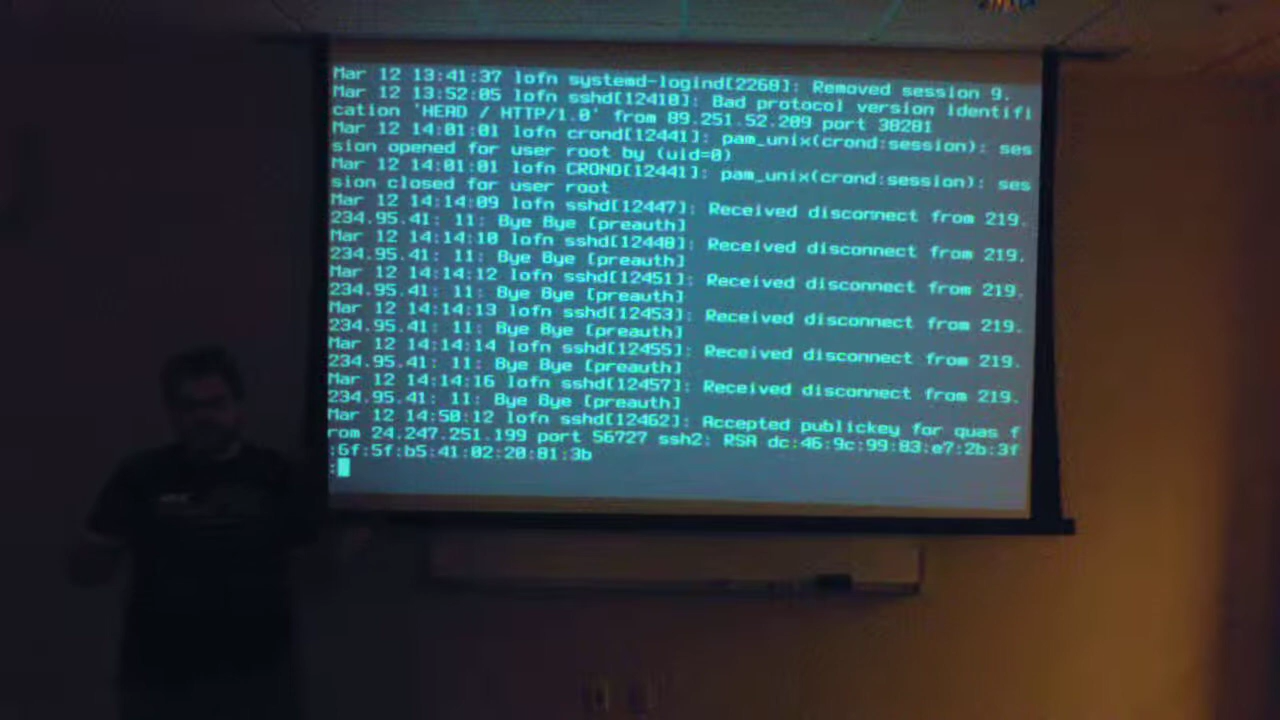 Mar 12 13:41:37 lofn systemd-logind[2268]: Removed session 9.
Mar 12 13:52:05 lofn sshd[12410]: Bad protocol version identifi
cation 'HEAD / HTTP/1.0' from 89.251.52.209 port 38201
Mar 12 14:01:01 lofn crond[12441]: pam_unix(crond:session): ses
sion opened for user root by (uid=0)
Mar 12 14:01:01 lofn CROND[12441]: pam_unix(crond:session): ses
sion closed for user root
Mar 12 14:14:09 lofn sshd[12447]: Received disconnect from 219.
234.95.41: 11: Bye Bye [preauth]
Mar 12 14:14:10 lofn sshd[12448]: Received disconnect from 219.
234.95.41: 11: Bye Bye [preauth]
Mar 12 14:14:12 lofn sshd[12451]: Received disconnect from 219.
234.95.41: 11: Bye Bye [preauth]
Mar 12 14:14:13 lofn sshd[12453]: Received disconnect from 219.
234.95.41: 11: Bye Bye [preauth]
Mar 12 14:14:14 lofn sshd[12455]: Received disconnect from 219.
234.95.41: 11: Bye Bye [preauth]
Mar 12 14:14:16 lofn sshd[12457]: Received disconnect from 219.
234.95.41: 11: Bye Bye [preauth]
Mar 12 14:50:12 lofn sshd[12462]: Accepted publickey for quas f
rom 24.247.251.199 port 56727 ssh2: RSA dc:46:9c:99:83:e7:2b:3f
:6f:5f:b5:41:02:20:81:3b
: